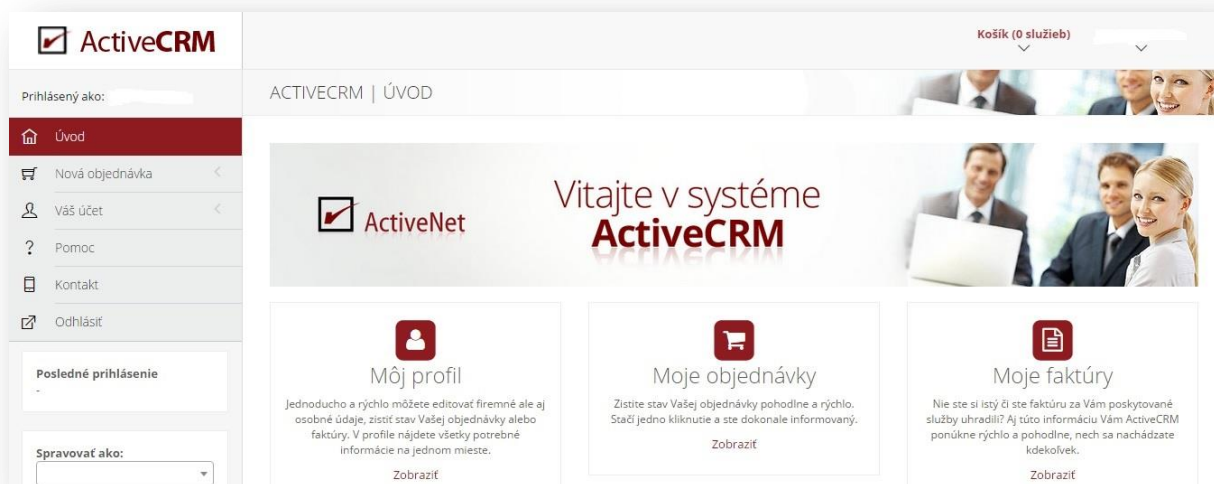 ActiveCRM
Košík (0 služieb)
Prihlásený ako:
ACTIVECRM | ÚVOD
Úvod
Nová objednávka
Váš účet
Pomoc
Kontakt
Odhlásiť
Posledné prihlásenie
-
Spravovať ako:
ActiveNet
Vitajte v systéme
ActiveCRM
Môj profil
Jednoducho a rýchlo môžete editovať firemné ale aj
osobné údaje, zistiť stav Vašej objednávky alebo
faktúry. V profile nájdete všetky potrebné
informácie na jednom mieste.
Zobraziť
Moje objednávky
Zistite stav Vašej objednávky pohodlne a rýchlo.
Stačí jedno kliknutie a ste dokonale informovaný.
Zobraziť
Moje faktúry
Nie ste si istý či ste faktúru za Vám poskytované
služby uhradili? Aj túto informáciu Vám ActiveCRM
ponúkne rýchlo a pohodlne, nech sa nachádzate
kdekoľvek.
Zobraziť